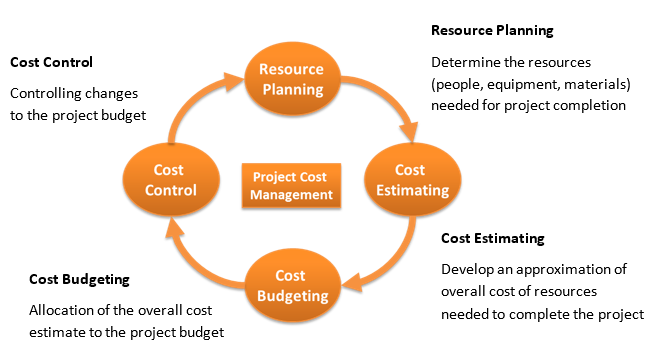 Resource Planning
Determine the resources
(people, equipment, materials)
needed for project completion
Cost Control
Controlling changes
to the project budget
Resource
Planning
Cost
Control
Project Cost
Management
Cost
Estimating
Cost
Budgeting
Cost Estimating
Develop an approximation of
overall cost of resources
needed to complete the project
Cost Budgeting
Allocation of the overall cost
estimate to the project budget